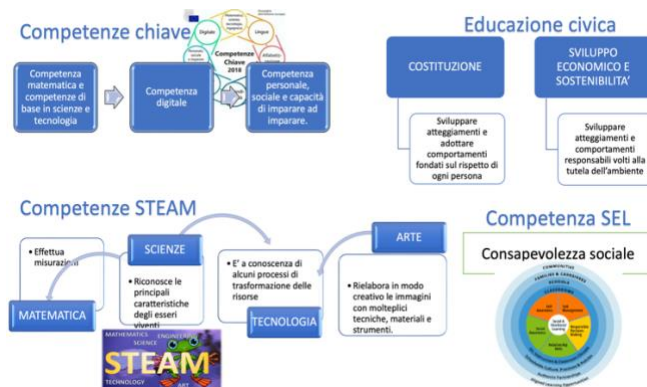 Competenze chiave
Digitale
Lingue
Competenze
Chiave
2018
Competenza
matematica e
competenze di
base in scienze e
tecnologia
Competenza
digitale
Competenza
personale,
sociale e capacità
di imparare ad
imparare.
Educazione civica
COSTITUZIONE
Sviluppare
atteggiamenti e
adottare
comportamenti
fondati sul rispetto di
ogni persona
SVILUPPO
ECONOMICO E
SOSTENIBILITA’
Sviluppare
atteggiamenti e
comportamenti
responsabili volti alla
tutela dell’ambiente
Competenze STEAM
• Effettua
misurazioni
MATEMATICA
SCIENZE
• Riconosce le
principali
caratteristiche
degli esseri
viventi
• E’ a conoscenza di
alcuni processi di
trasformazione delle
risorse
TECNOLOGIA
ARTE
• Rielabora in modo
creativo le immagini
con molteplici
tecniche, materiali e
strumenti.
MATHEMATICS
SCIENCE
STEAM
TECHNOLOGY
ART
Competenza SEL
Consapevolezza sociale
COMMUNITIES
SCHOOLS
CLASSROOMS